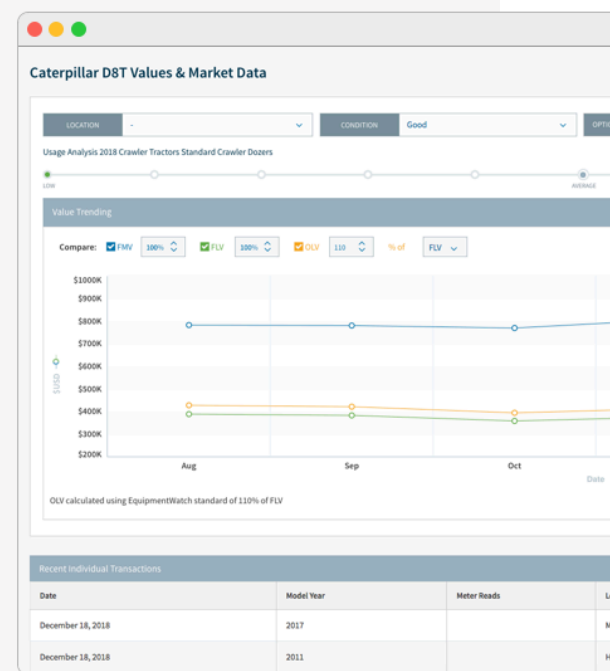 Caterpillar D8T Values & Market Data
LOCATION - CONDITION Good
Usage Analysis 2018 Crawler Tractors Standard Crawler Dozers
LOW AVERAGE
Value Trending
Compare: FMV 100% FLV 100% OLV 110 % of FLV
$1000K
$900K
$800K
$700K
$600K
$500K
$400K
$300K
$200K
$USD
Aug Sep Oct
Date
OLV calculated using EquipmentWatch standard of 110% of FLV
Recent Individual Transactions
Date Model Year Meter Reads
December 18, 2018 2017
December 18, 2018 2011